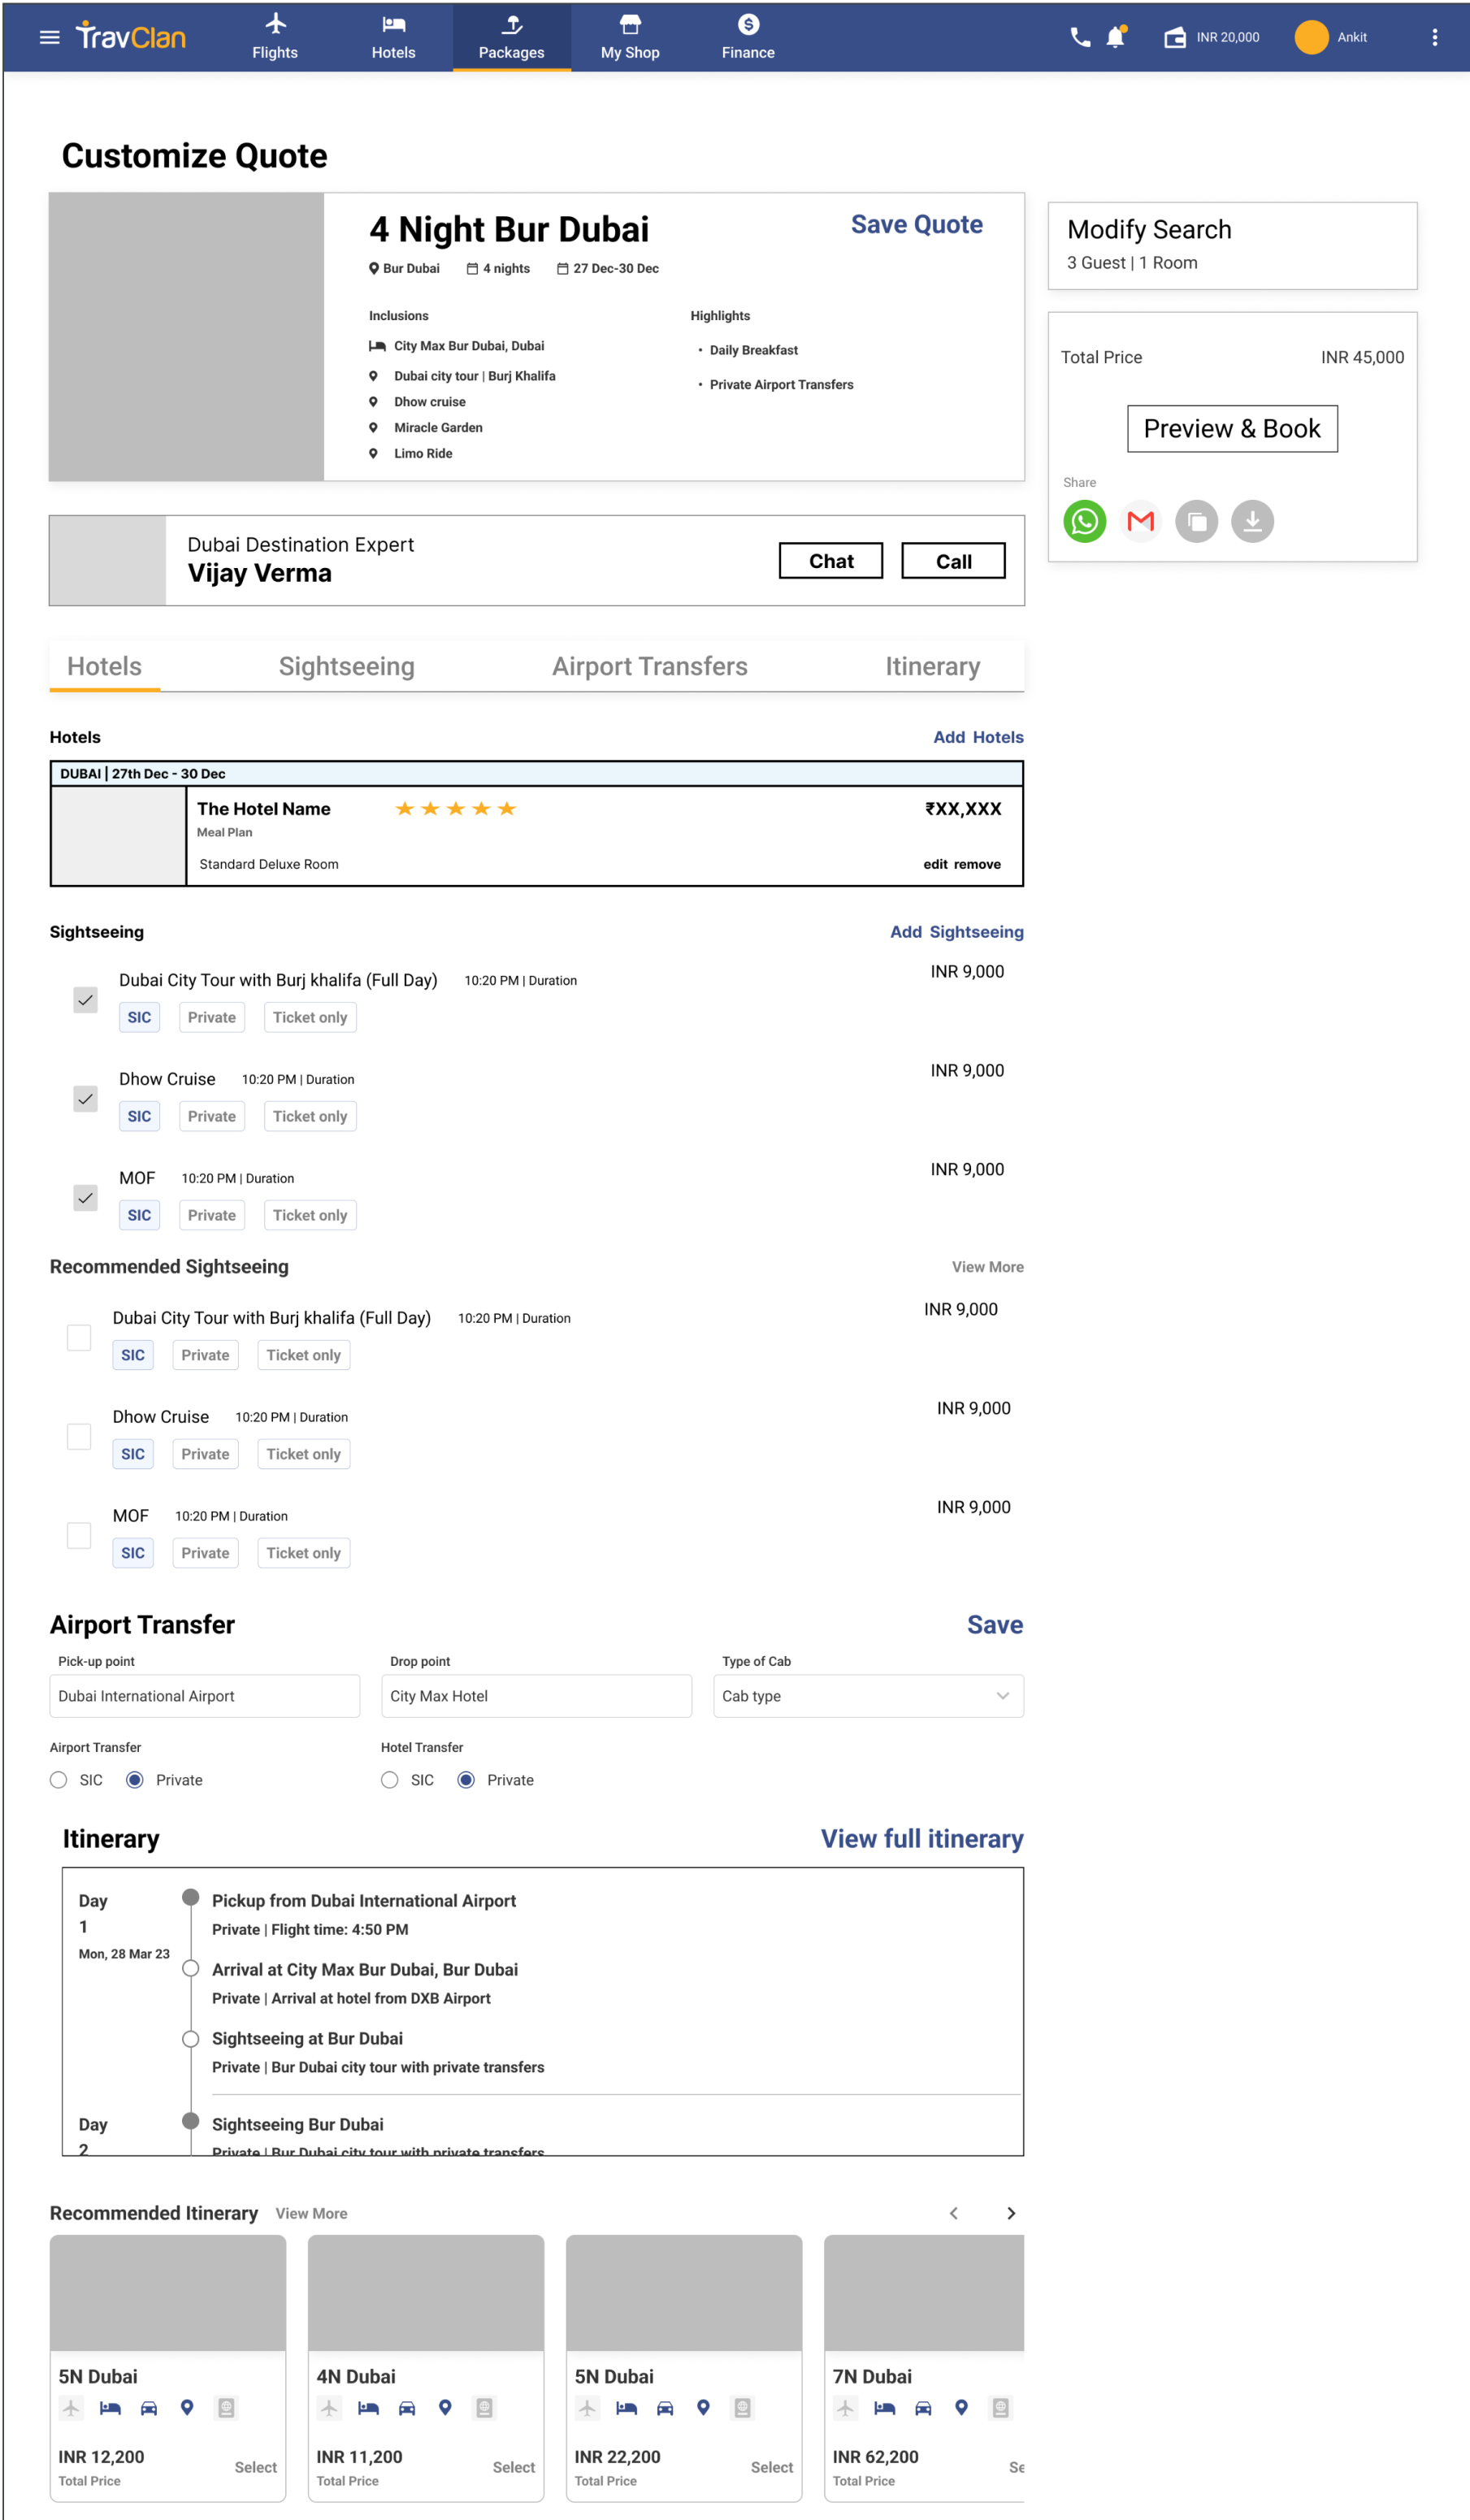 TravClan
Flights
Hotels
Packages
My Shop
Finance
INR 20,000
Ankit
Customize Quote
4 Night Bur Dubai
Save Quote
Bur Dubai
4 nights
27 Dec-30 Dec
Inclusions
City Max Bur Dubai, Dubai
Dubai city tour | Burj Khalifa
Dhow cruise
Miracle Garden
Limo Ride
Highlights
• Daily Breakfast
• Private Airport Transfers
Modify Search
3 Guest | 1 Room
Total Price
INR 45,000
Preview & Book
Share
Dubai Destination Expert
Vijay Verma
Chat
Call
Hotels
Sightseeing
Airport Transfers
Itinerary
Hotels
Add Hotels
DUBAI | 27th Dec - 30 Dec
The Hotel Name
₹XX,XXX
Meal Plan
Standard Deluxe Room
edit remove
Sightseeing
Add Sightseeing
Dubai City Tour with Burj khalifa (Full Day)
10:20 PM | Duration
INR 9,000
SIC
Private
Ticket only
Dhow Cruise
10:20 PM | Duration
INR 9,000
SIC
Private
Ticket only
MOF
10:20 PM | Duration
INR 9,000
SIC
Private
Ticket only
Recommended Sightseeing
View More
Dubai City Tour with Burj khalifa (Full Day)
10:20 PM | Duration
INR 9,000
SIC
Private
Ticket only
Dhow Cruise
10:20 PM | Duration
INR 9,000
SIC
Private
Ticket only
MOF
10:20 PM | Duration
INR 9,000
SIC
Private
Ticket only
Airport Transfer
Save
Pick-up point
Drop point
Type of Cab
Dubai International Airport
City Max Hotel
Cab type
Airport Transfer
Hotel Transfer
SIC
Private
SIC
Private
Itinerary
View full itinerary
Day
1
Mon, 28 Mar 23
Pickup from Dubai International Airport
Private | Flight time: 4:50 PM
Arrival at City Max Bur Dubai, Bur Dubai
Private | Arrival at hotel from DXB Airport
Sightseeing at Bur Dubai
Private | Bur Dubai city tour with private transfers
Day
2
Sightseeing Bur Dubai
Private | Bur Dubai city tour with private transfers
Recommended Itinerary
View More
5N Dubai
INR 12,200
Total Price
Select
4N Dubai
INR 11,200
Total Price
Select
5N Dubai
INR 22,200
Total Price
Select
7N Dubai
INR 62,200
Total Price
Se